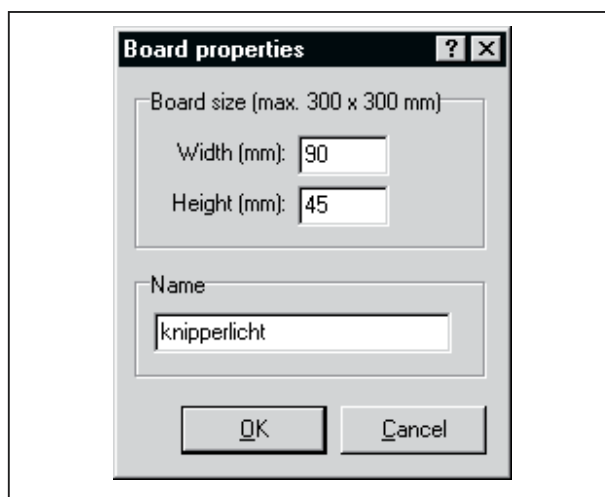 Board properties
Board size (max. 300 x 300 mm)
Width (mm): 90
Height (mm): 45
Name
knipperlicht
OK Cancel